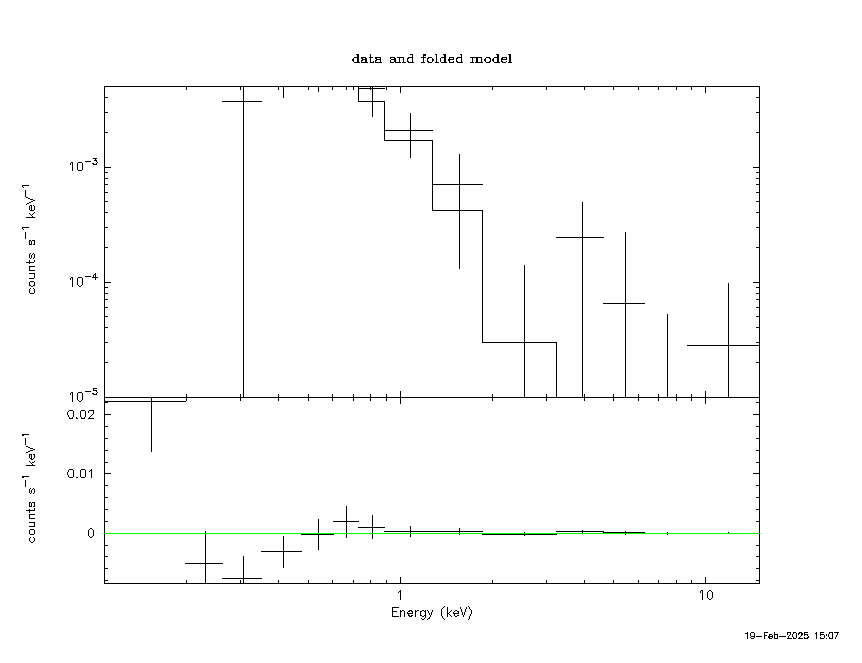 data and folded model
counts s⁻¹ keV⁻¹
10⁻³
10⁻⁴
10⁻⁵
counts s⁻¹ keV⁻¹
0.02
0.01
0
1
10
Energy (keV)
19-Feb-2025 15:07